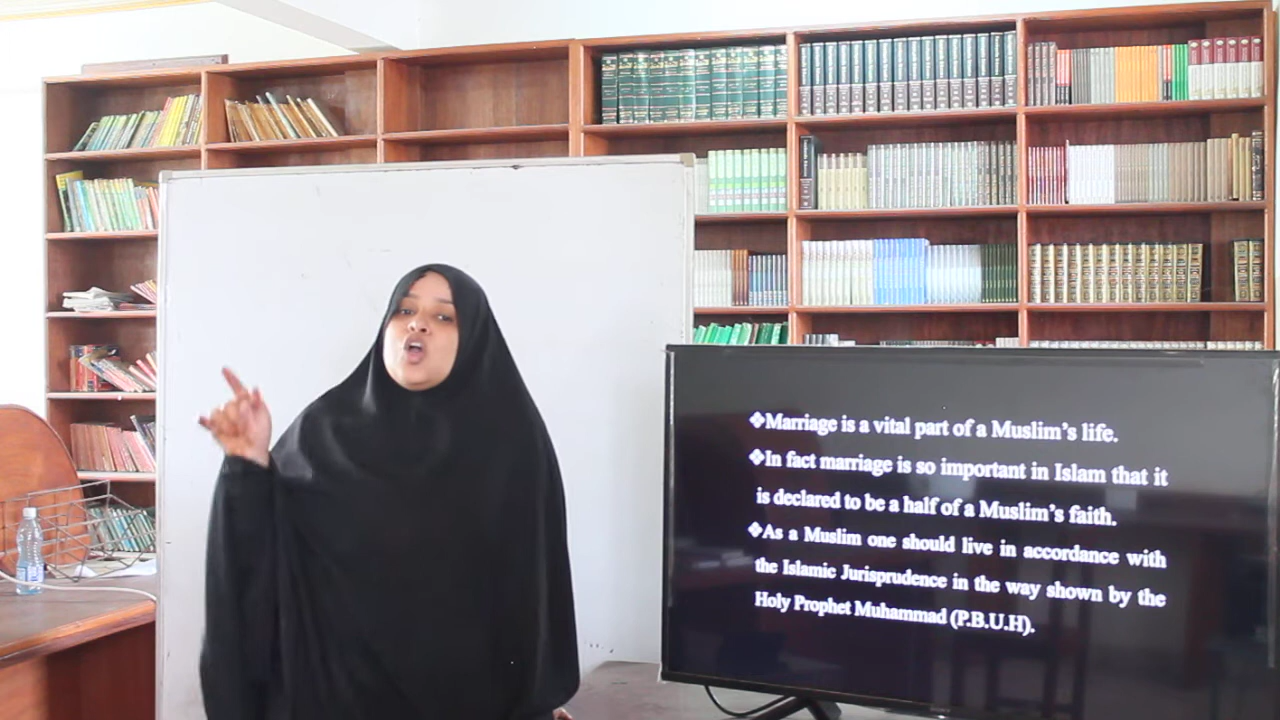 ❖Marriage is a vital part of a Muslim's life.
❖In fact marriage is so important in Islam that it
is declared to be a half of a Muslim's faith.
❖As a Muslim one should live in accordance with
the Islamic Jurisprudence in the way shown by the
Holy Prophet Muhammad (P.B.U.H).